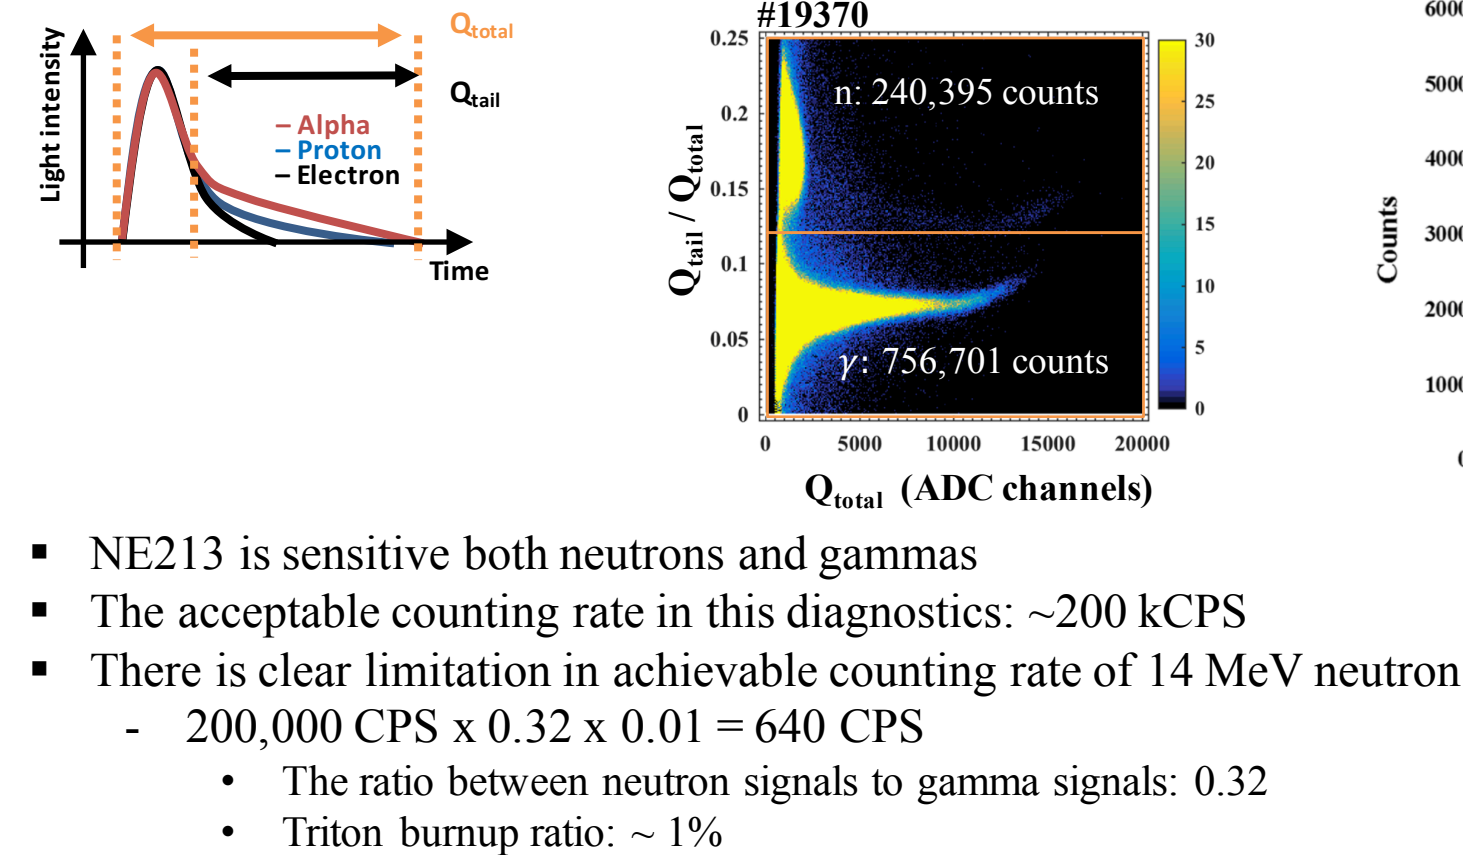 Light intensity
Q_total
Q_tail
– Alpha
– Proton
– Electron
Time
#19370
Q_tail / Q_total
0.25
0.2
0.15
0.1
0.05
0
n: 240,395 counts
γ: 756,701 counts
0 5000 10000 15000 20000
Q_total (ADC channels)
30
25
20
15
10
5
0
Counts
▪ NE213 is sensitive both neutrons and gammas
▪ The acceptable counting rate in this diagnostics: ~200 kCPS
▪ There is clear limitation in achievable counting rate of 14 MeV neutron
- 200,000 CPS x 0.32 x 0.01 = 640 CPS
• The ratio between neutron signals to gamma signals: 0.32
• Triton burnup ratio: ~ 1%